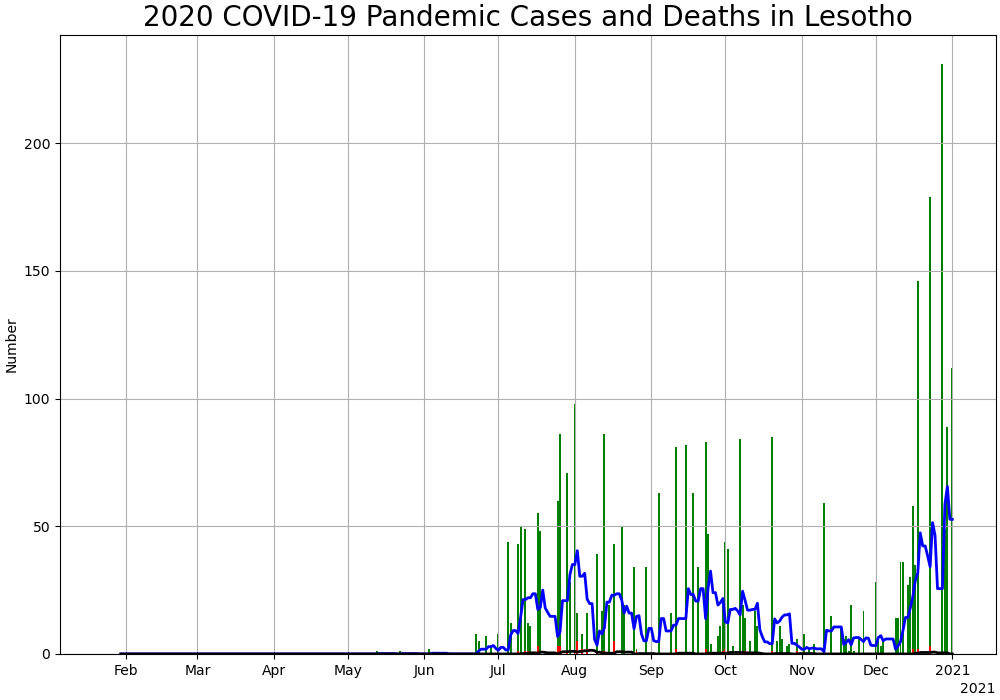 2020 COVID-19 Pandemic Cases and Deaths in Lesotho
200
150
100
50
0
Number
Feb Mar Apr May Jun Jul Aug Sep Oct Nov Dec 2021
2021